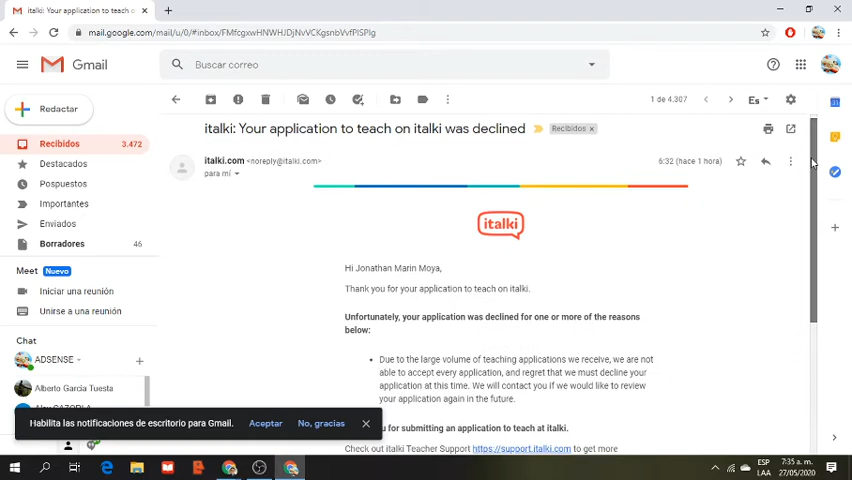 italki: Your application to teach on
mail.google.com/mail/u/0/#inbox/FMfcgxwHNWHJDjNvVCKgsnbVvfPlSPlg
Gmail
Buscar correo
Redactar
1 de 4.307
Es
italki: Your application to teach on italki was declined
Recibidos x
Recibidos 3.472
Destacados
Pospuestos
Importantes
Enviados
Borradores 46
italki.com <noreply@italki.com>
6:32 (hace 1 hora)
para mí
italki
Hi Jonathan Marin Moya,
Thank you for your application to teach on italki.
Unfortunately, your application was declined for one or more of the reasons
below:
• Due to the large volume of teaching applications we receive, we are not
able to accept every application, and regret that we must decline your
application at this time. We will contact you if we would like to review
your application again in the future.
u for submitting an application to teach at italki.
Check out italki Teacher Support https://support.italki.com to get more
Meet Nuevo
Iniciar una reunión
Unirse a una reunión
Chat
ADSENSE
Alberto Garcia Tuesta
CAZORLA
Habilita las notificaciones de escritorio para Gmail. Aceptar No, gracias
ESP
LAA
7:35 a. m.
27/05/2020